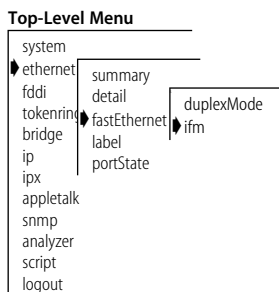 Top-Level Menu
system
ethernet
fddi
tokenring
bridge
ip
ipx
appletalk
snmp
analyzer
script
logout
summary
detail
fastEthernet
label
portState
duplexMode
ifm